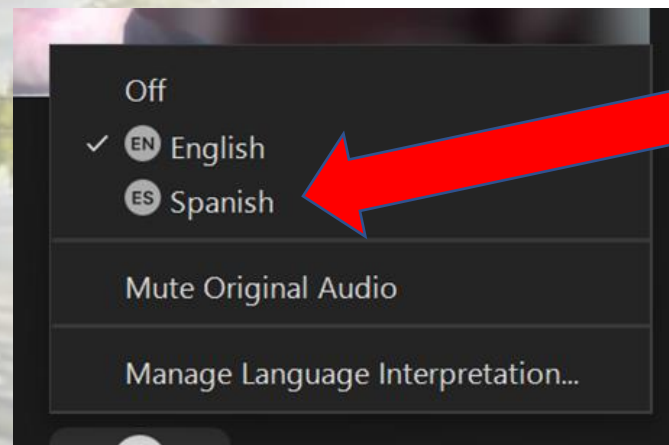 Off
EN English
ES Spanish
Mute Original Audio
Manage Language Interpretation...